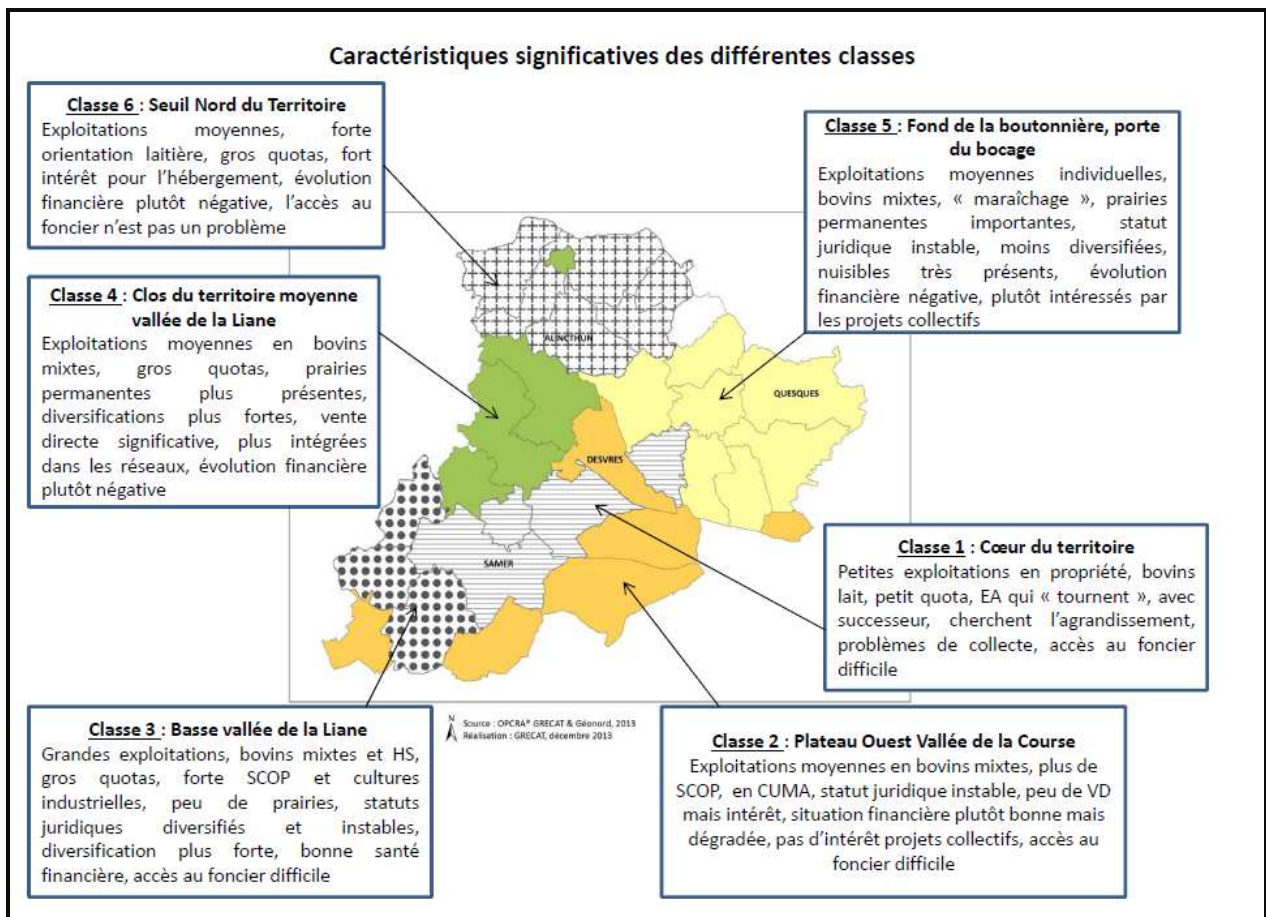 Caractéristiques significatives des différentes classes
Classe 6 : Seuil Nord du Territoire
Exploitations moyennes, forte
orientation laitière, gros quotas, fort
intérêt pour l'hébergement, évolution
financière plutôt négative, l'accès au
foncier n'est pas un problème
Classe 5 : Fond de la boutonnière, porte
du bocage
Exploitations moyennes individuelles,
bovins mixtes, « maraîchage », prairies
permanentes importantes, statut
juridique instable, moins diversifiées,
nuisibles très présents, évolution
financière négative, plutôt intéressés par
les projets collectifs
Classe 4 : Clos du territoire moyenne
vallée de la Liane
Exploitations moyennes en bovins
mixtes, gros quotas, prairies
permanentes plus présentes,
diversifications plus fortes, vente
directe significative, plus intégrées
dans les réseaux, évolution financière
plutôt négative
ALINCTHUN
QUESQUES
DESVRES
SAMER
Classe 1 : Cœur du territoire
Petites exploitations en propriété, bovins
lait, petit quota, EA qui « tournent », avec
successeur, cherchent l'agrandissement,
problèmes de collecte, accès au foncier
difficile
Classe 3 : Basse vallée de la Liane
Grandes exploitations, bovins mixtes et HS,
gros quotas, forte SCOP et cultures
industrielles, peu de prairies, statuts
juridiques diversifiés et instables,
diversification plus forte, bonne santé
financière, accès au foncier difficile
N
Source : OPCRA® GRECAT & Géonord, 2013
Réalisation : GRECAT, décembre 2013
Classe 2 : Plateau Ouest Vallée de la Course
Exploitations moyennes en bovins mixtes, plus de
SCOP, en CUMA, statut juridique instable, peu de VD
mais intérêt, situation financière plutôt bonne mais
dégradée, pas d'intérêt projets collectifs, accès au
foncier difficile